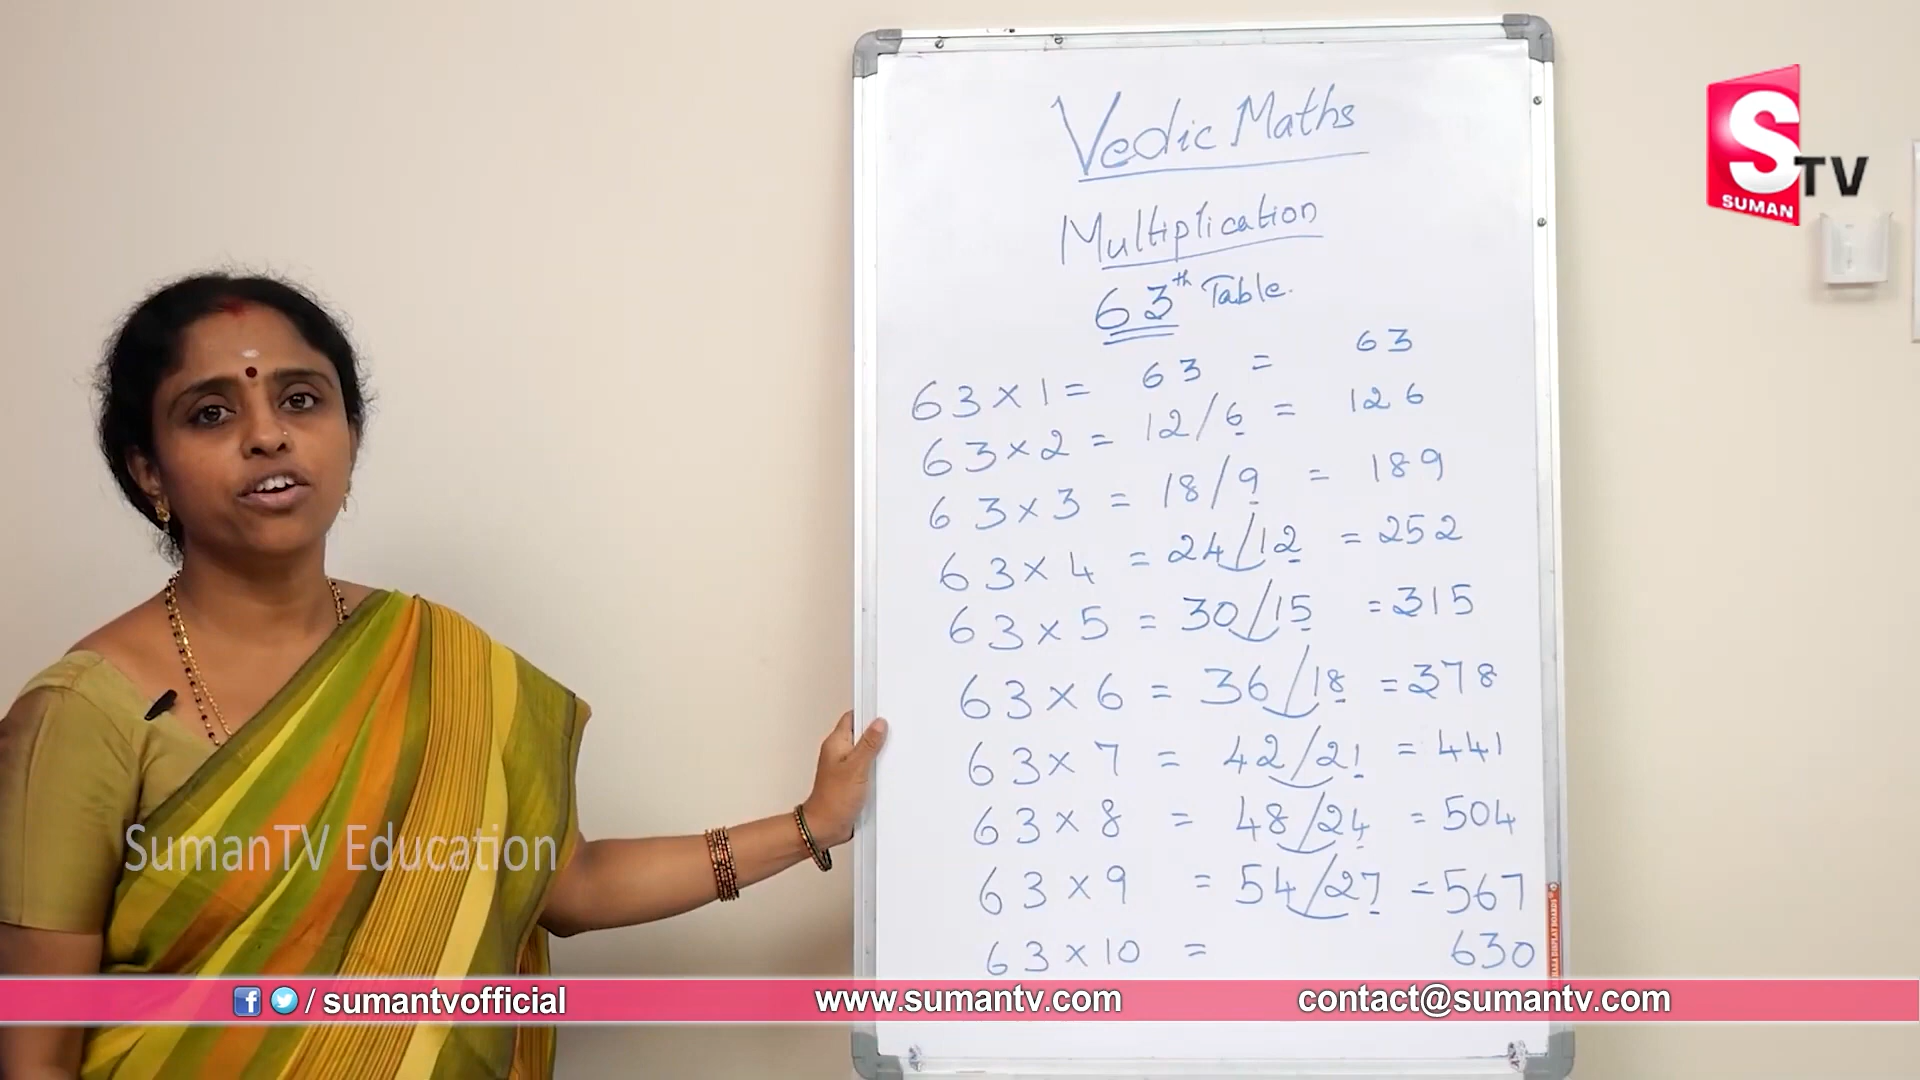 Vedic Maths
Multiplication
63th Table.
63 × 1 = 63 = 63
63 × 2 = 12/6 = 126
63 × 3 = 18/9 = 189
63 × 4 = 24/12 = 252
63 × 5 = 30/15 = 315
63 × 6 = 36/18 = 378
63 × 7 = 42/21 = 441
63 × 8 = 48/24 = 504
63 × 9 = 54/27 = 567
63 × 10 = 630
S TV
SUMAN
SumanTV Education
/ sumantvofficial
www.sumantv.com
contact@sumantv.com